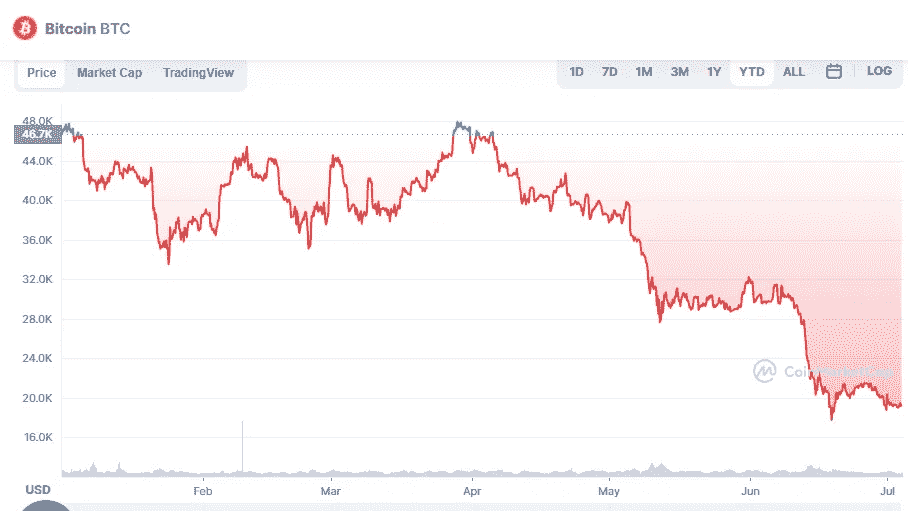 Bitcoin BTC
Price Market Cap TradingView
1D 7D 1M 3M 1Y YTD ALL LOG
48.0K
44.0K
40.0K
36.0K
32.0K
28.0K
24.0K
20.0K
16.0K
USD
Feb Mar Apr May Jun Jul